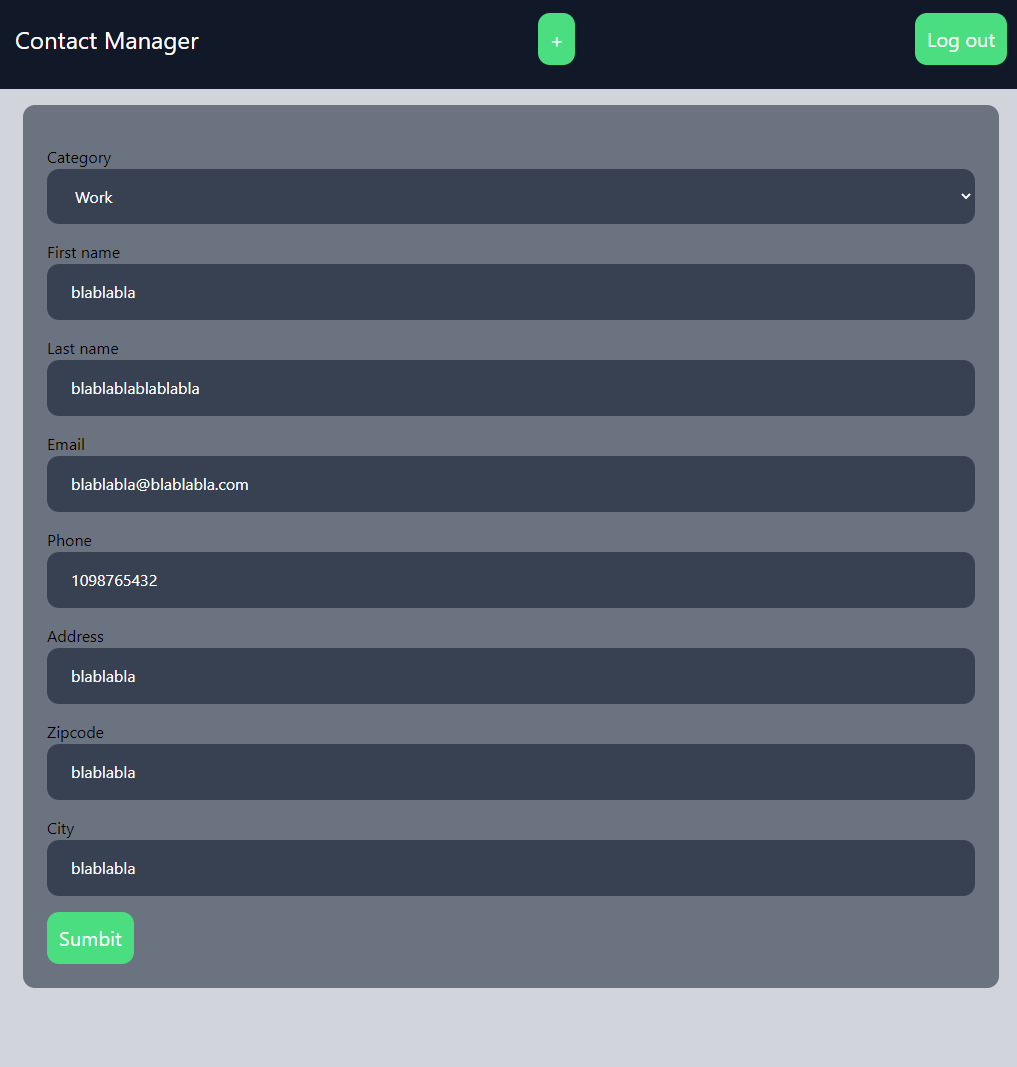 Contact Manager
+
Log out
Category
Work
First name
blablabla
Last name
blablablablablabla
Email
blablabla@blablabla.com
Phone
1098765432
Address
blablabla
Zipcode
blablabla
City
blablabla
Sumbit